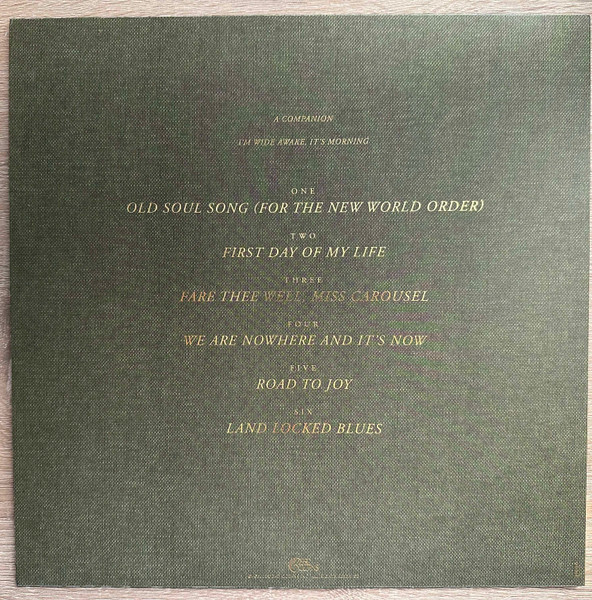 A COMPANION
I'M WIDE AWAKE, IT'S MORNING
ONE
OLD SOUL SONG (FOR THE NEW WORLD ORDER)
TWO
FIRST DAY OF MY LIFE
THREE
FARE THEE WELL, MISS CAROUSEL
FOUR
WE ARE NOWHERE AND IT'S NOW
FIVE
ROAD TO JOY
SIX
LAND LOCKED BLUES